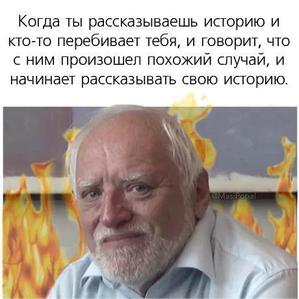 Когда ты рассказываешь историю и
кто-то перебивает тебя, и говорит, что
с ним произошел похожий случай, и
начинает рассказывать свою историю.